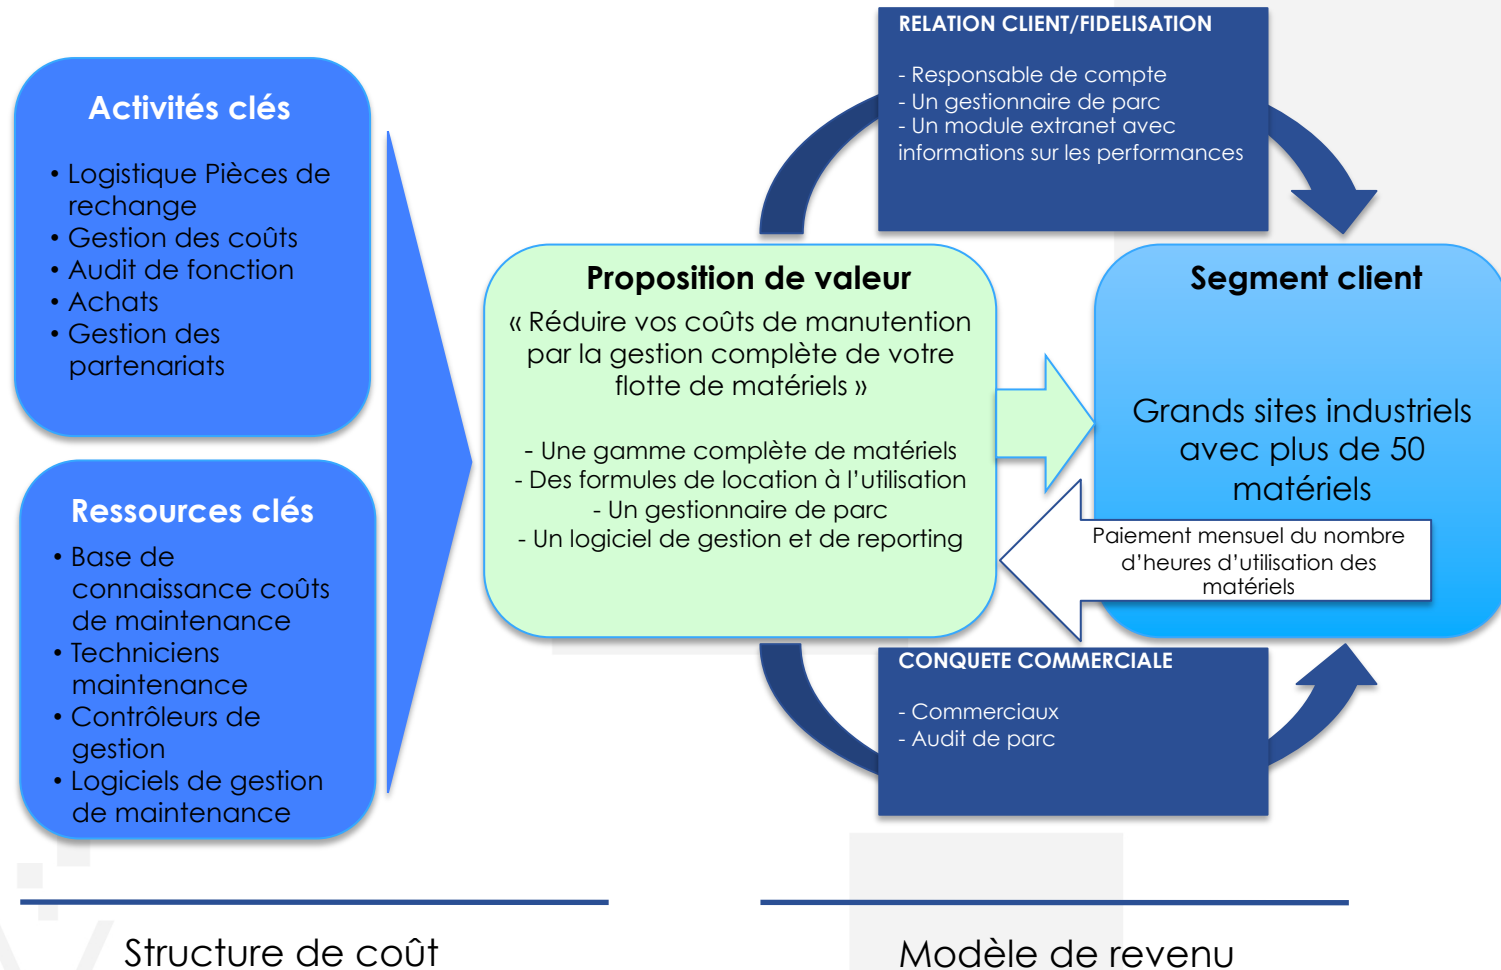 Activités clés
• Logistique Pièces de
rechange
• Gestion des coûts
• Audit de fonction
• Achats
• Gestion des
partenariats
Ressources clés
• Base de
connaissance coûts
de maintenance
• Techniciens
maintenance
• Contrôleurs de
gestion
• Logiciels de gestion
de maintenance
RELATION CLIENT/FIDELISATION
- Responsable de compte
- Un gestionnaire de parc
- Un module extranet avec
informations sur les performances
Proposition de valeur
« Réduire vos coûts de manutention
par la gestion complète de votre
flotte de matériels »
- Une gamme complète de matériels
- Des formules de location à l’utilisation
- Un gestionnaire de parc
- Un logiciel de gestion et de reporting
Segment client
Grands sites industriels
avec plus de 50
matériels
Paiement mensuel du nombre
d’heures d’utilisation des
matériels
CONQUETE COMMERCIALE
- Commerciaux
- Audit de parc
Structure de coût
Modèle de revenu